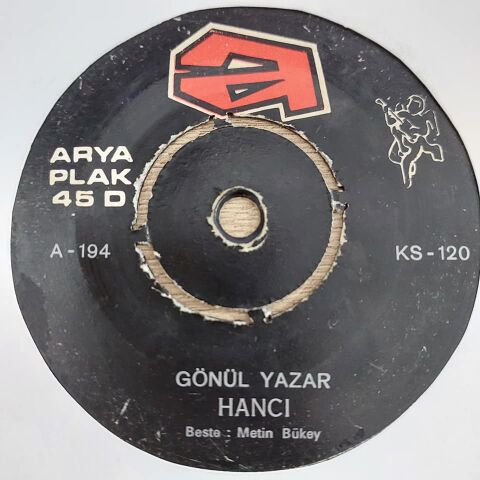 ARYA
PLAK
45 D
A - 194
KS - 120
GÖNÜL YAZAR
HANCI
Beste : Metin Bükey